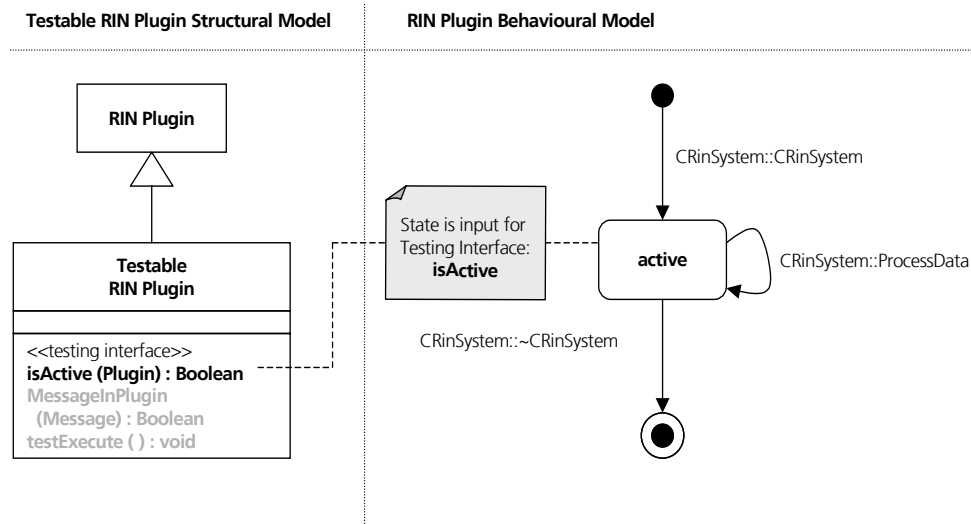 Testable RIN Plugin Structural Model
RIN Plugin Behavioural Model
RIN Plugin
Testable
RIN Plugin
<<testing interface>>
isActive (Plugin) : Boolean
MessageInPlugin
(Message) : Boolean
testExecute ( ) : void
State is input for
Testing Interface:
isActive
CRinSystem::CRinSystem
active
CRinSystem::ProcessData
CRinSystem::~CRinSystem